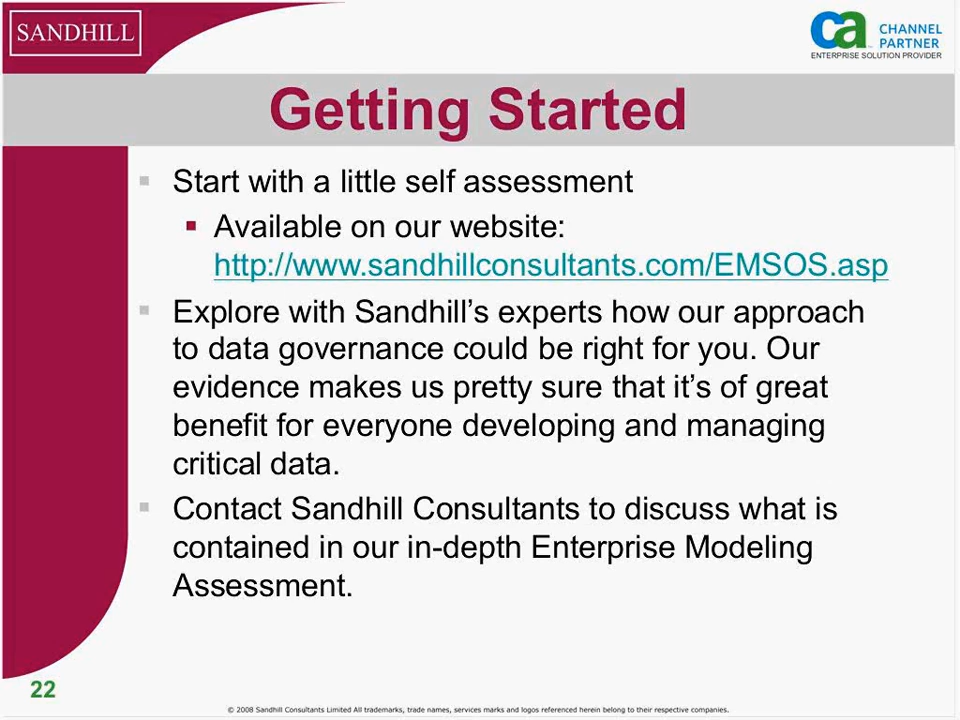 SANDHILL
ca CHANNEL
PARTNER
ENTERPRISE SOLUTION PROVIDER
Getting Started
Start with a little self assessment
Available on our website:
http://www.sandhillconsultants.com/EMSOS.asp
Explore with Sandhill’s experts how our approach
to data governance could be right for you. Our
evidence makes us pretty sure that it’s of great
benefit for everyone developing and managing
critical data.
Contact Sandhill Consultants to discuss what is
contained in our in-depth Enterprise Modeling
Assessment.
22
© 2008 Sandhill Consultants Limited All trademarks, trade names, services marks and logos referenced herein belong to their respective companies.